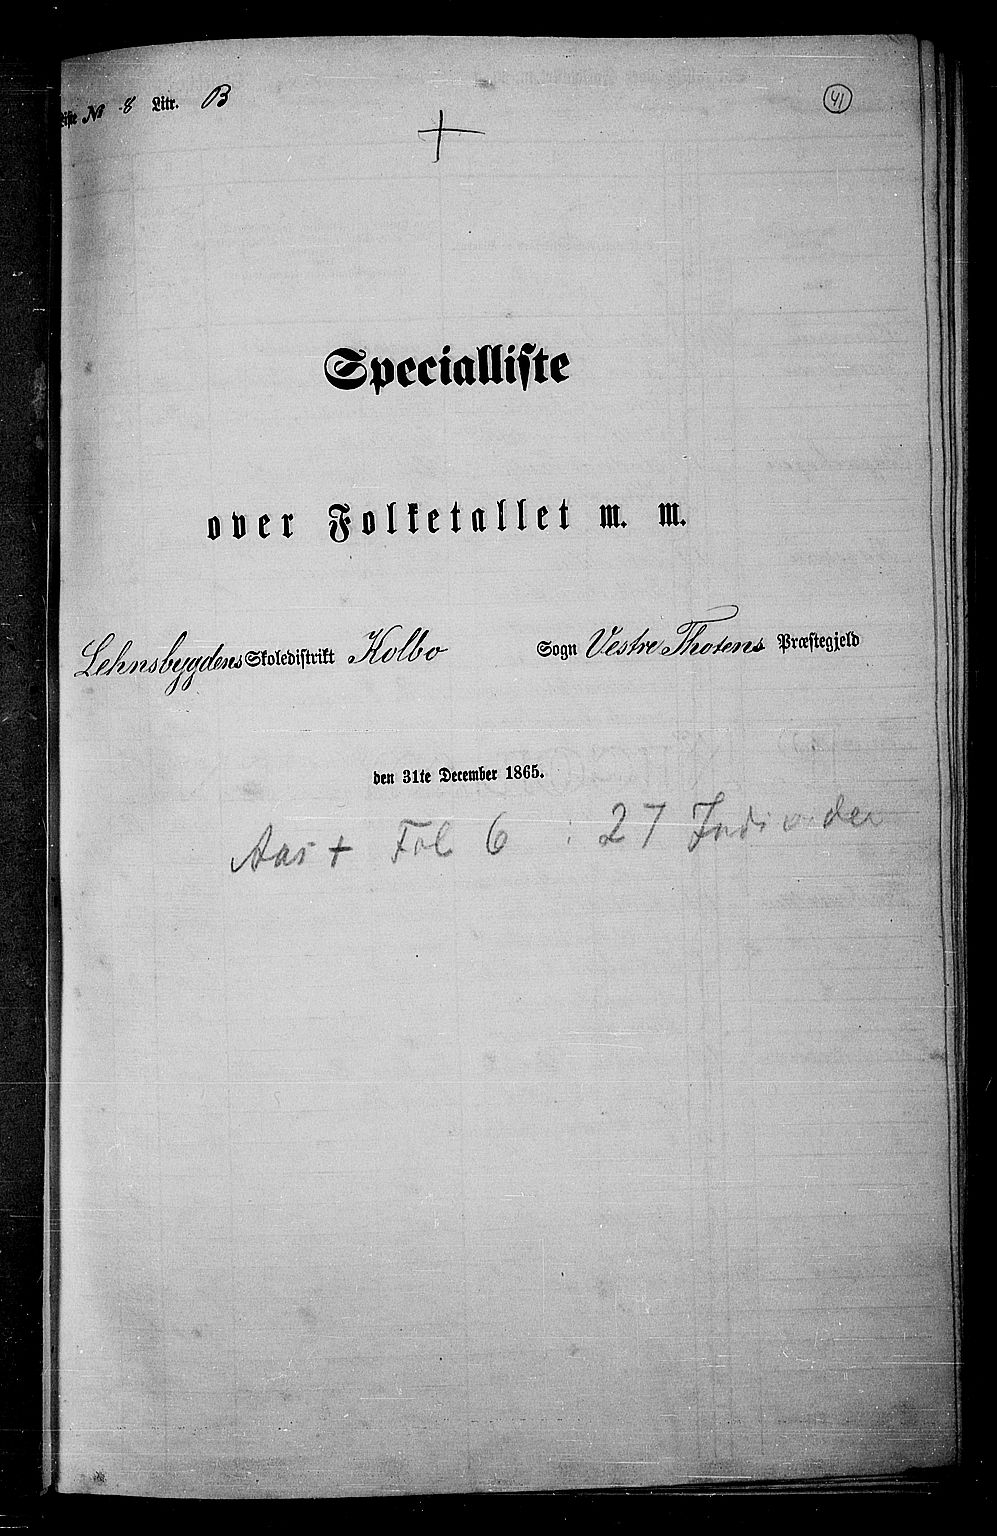 Liste № 8 Litr. B
41
Specialliste
over Folketallet m. m.
Lehnsbygdens Skoledistrikt Kolbo Sogn Vestre Thotens Præstegjeld
den 31te December 1865.
Aas + Fol 6 : 27 Individer